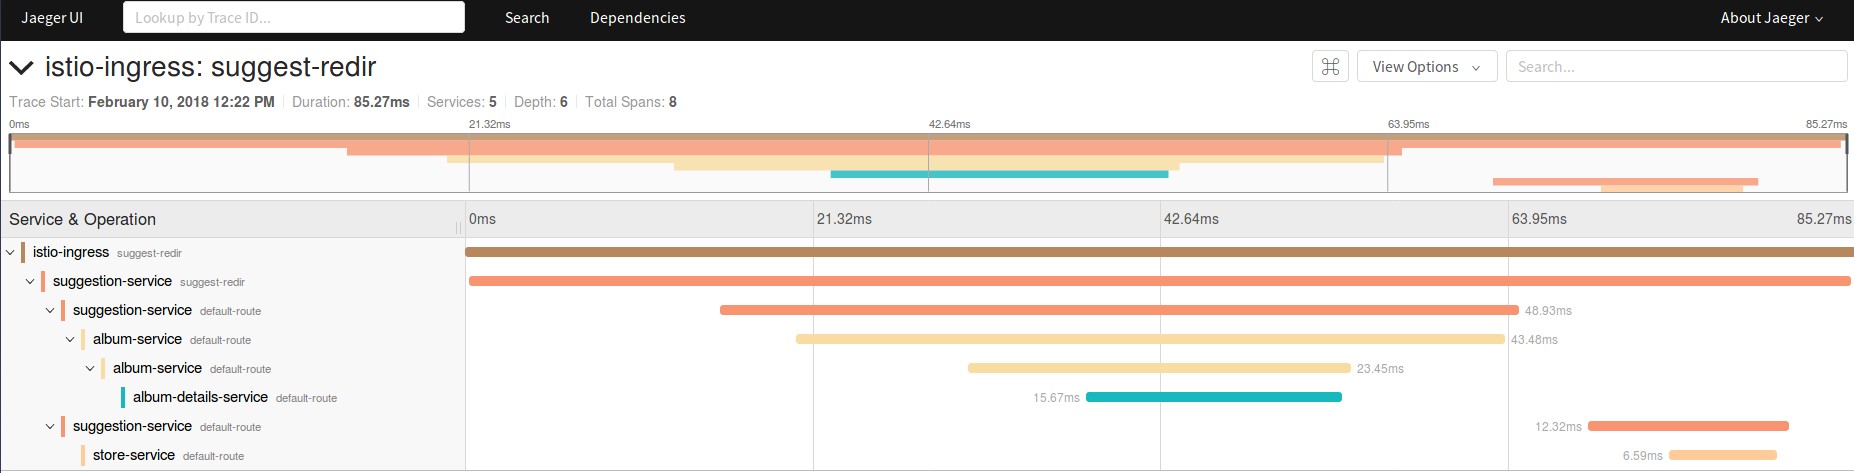 Jaeger UI Lookup by Trace ID... Search Dependencies About Jaeger
istio-ingress: suggest-redir View Options Search...
Trace Start: February 10, 2018 12:22 PM Duration: 85.27ms Services: 5 Depth: 6 Total Spans: 8
0ms 21.32ms 42.64ms 63.95ms 85.27ms
Service & Operation 0ms 21.32ms 42.64ms 63.95ms 85.27ms
istio-ingress suggest-redir
suggestion-service suggest-redir
suggestion-service default-route 48.93ms
album-service default-route 43.48ms
album-service default-route 23.45ms
album-details-service default-route 15.67ms
suggestion-service default-route 12.32ms
store-service default-route 6.59ms